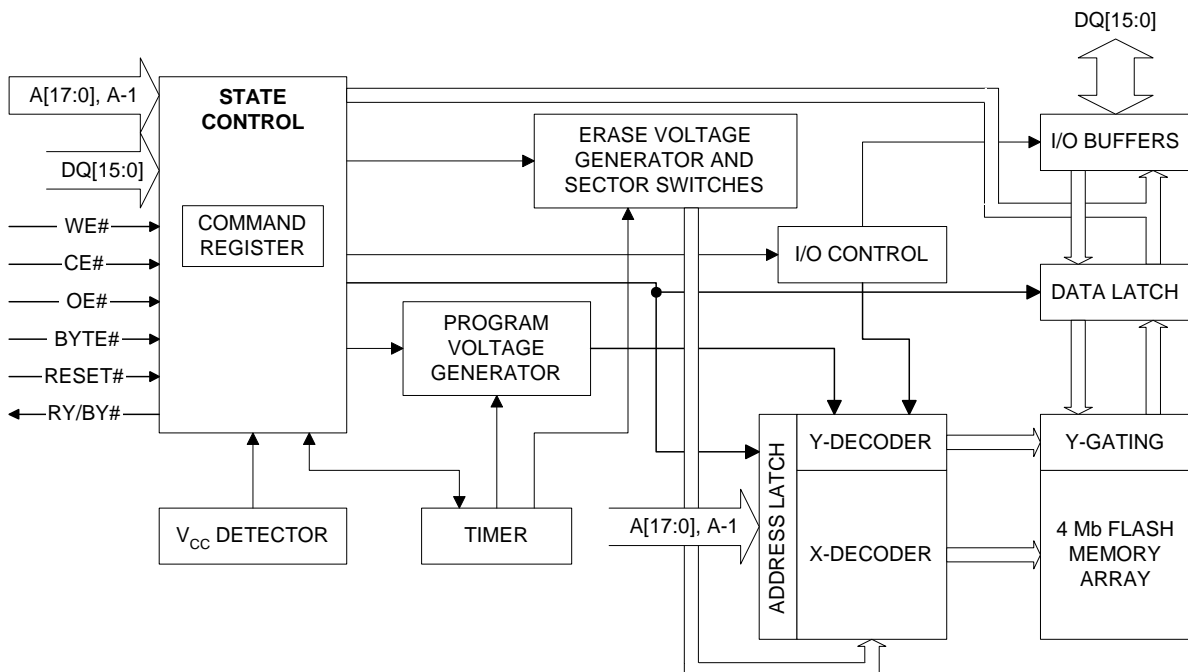 DQ[15:0]
A[17:0], A-1
STATE
CONTROL
DQ[15:0]
WE#
CE#
OE#
BYTE#
RESET#
RY/BY#
COMMAND
REGISTER
ERASE VOLTAGE
GENERATOR AND
SECTOR SWITCHES
I/O BUFFERS
I/O CONTROL
DATA LATCH
PROGRAM
VOLTAGE
GENERATOR
VCC DETECTOR
TIMER
A[17:0], A-1
ADDRESS LATCH
Y-DECODER
X-DECODER
Y-GATING
4 Mb FLASH
MEMORY
ARRAY